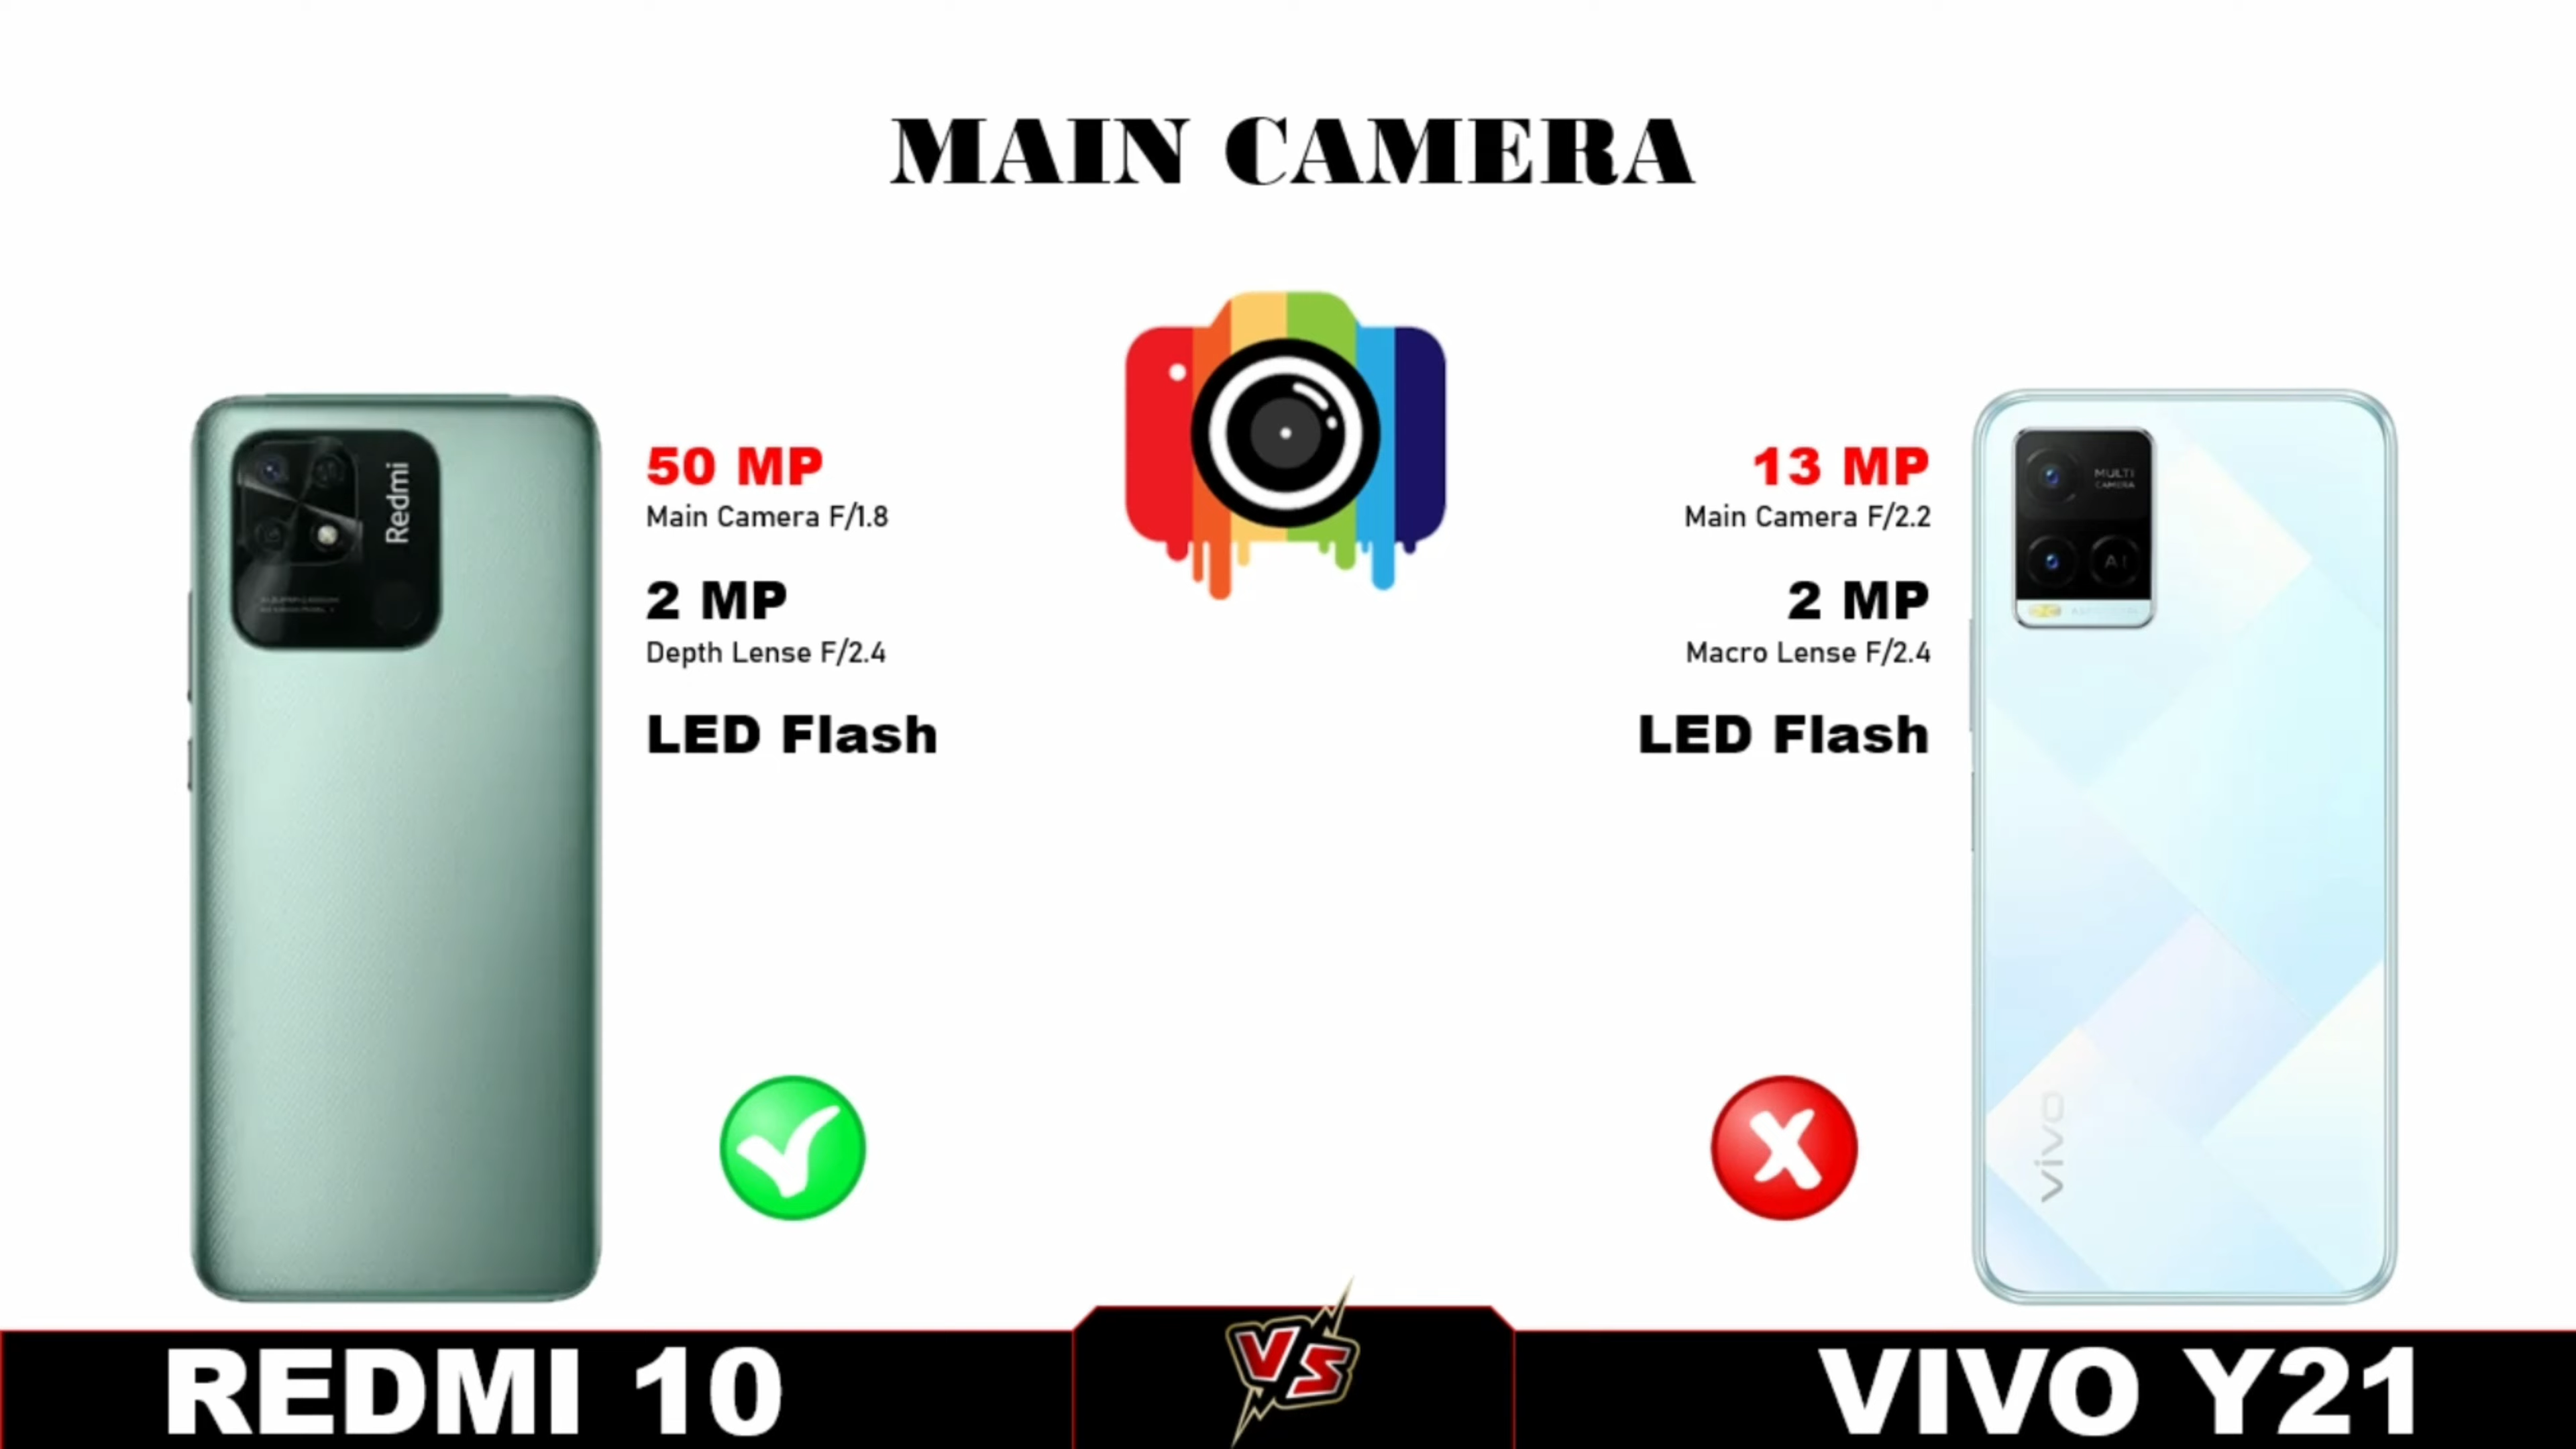 MAIN CAMERA
Redmi
50 MP
Main Camera F/1.8
2 MP
Depth Lense F/2.4
LED Flash
13 MP
Main Camera F/2.2
2 MP
Macro Lense F/2.4
LED Flash
MULTI
CAMERA
AI
vivo
REDMI 10
VS
VIVO Y21